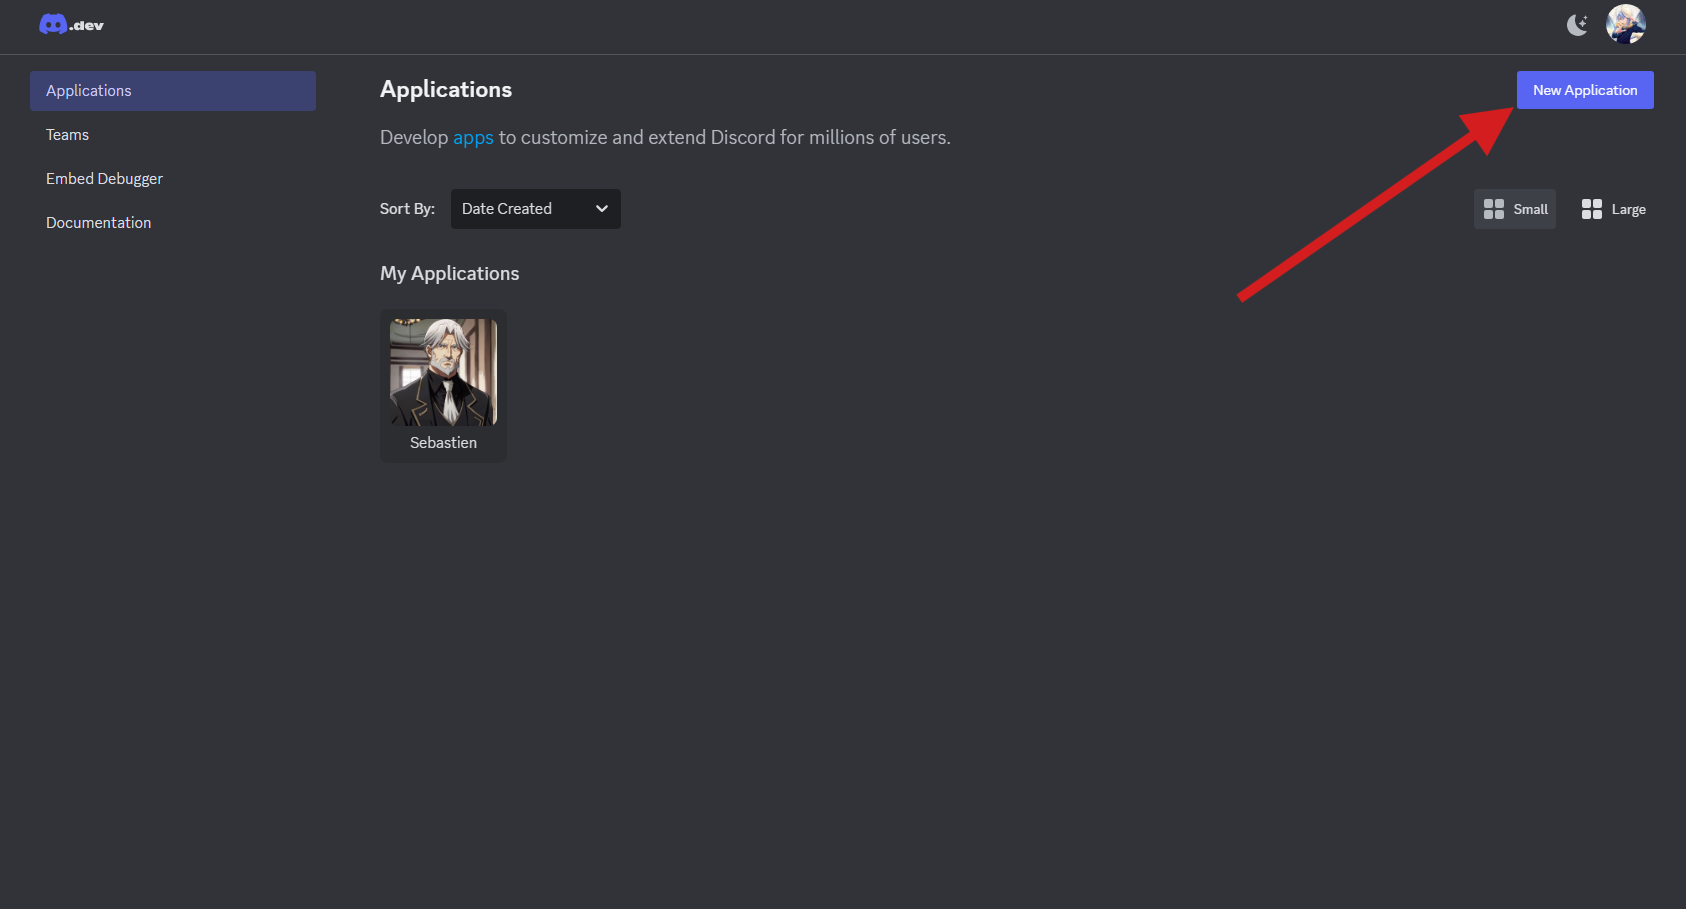 .dev
Applications
Teams
Embed Debugger
Documentation
Applications
New Application
Develop apps to customize and extend Discord for millions of users.
Sort By: Date Created
Small Large
My Applications
Sebastien